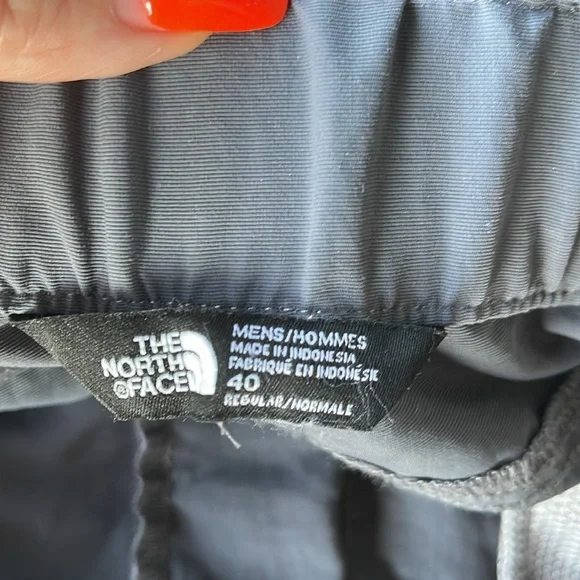 THE
NORTH
FACE
MENS/HOMMES
MADE IN INDONESIA
FABRIQUÉ EN INDONÉSIE
40
REGULAR/NORMALE